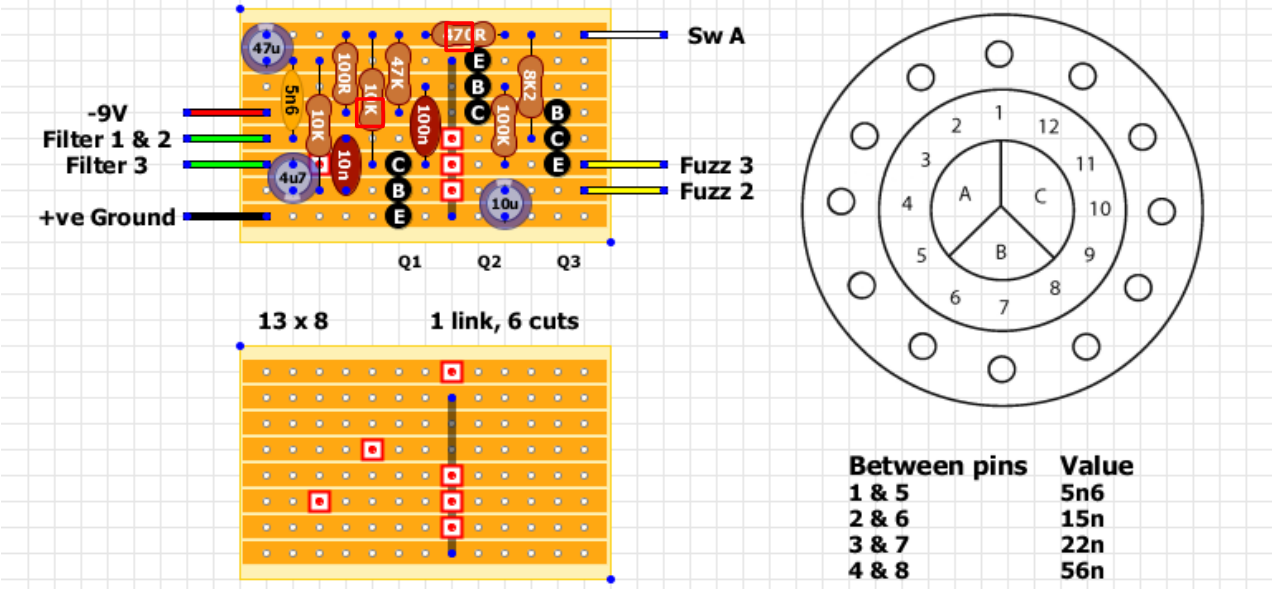 47u
470R
Sw A
E
100R
10K
47K
B
8K2
5n6
-9V
10K
100n
C
100K
B
Filter 1 & 2
C
Filter 3
10n
C
E
Fuzz 3
4u7
B
10u
Fuzz 2
+ve Ground
E
Q1
Q2
Q3
13 x 8
1 link, 6 cuts
1
2
12
3
11
A
C
4
10
5
B
9
6
8
7
Between pins Value
1 & 5 5n6
2 & 6 15n
3 & 7 22n
4 & 8 56n